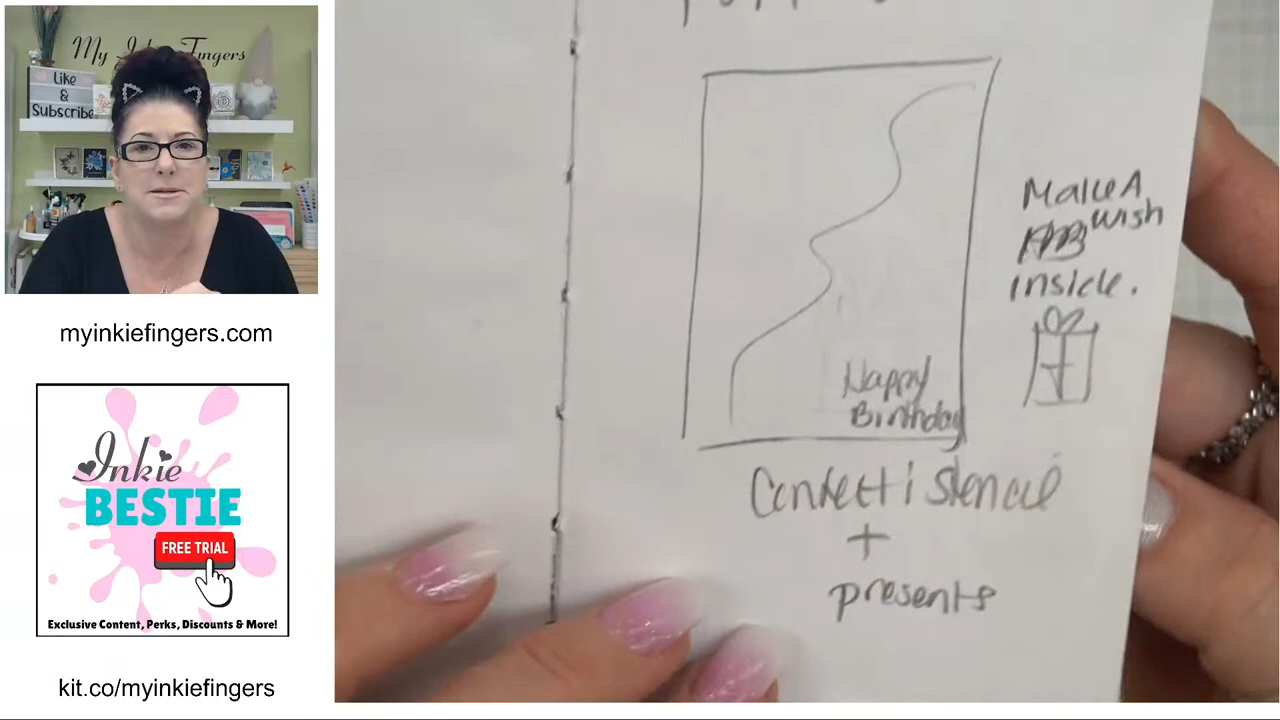 My Inkie Fingers
Like
&
Subscribe
myinkiefingers.com
Inkie
BESTIE
FREE TRIAL
Exclusive Content, Perks, Discounts & More!
kit.co/myinkiefingers
Make A
Wish
inside.
Happy
Birthday
Confetti stencil
+
presents